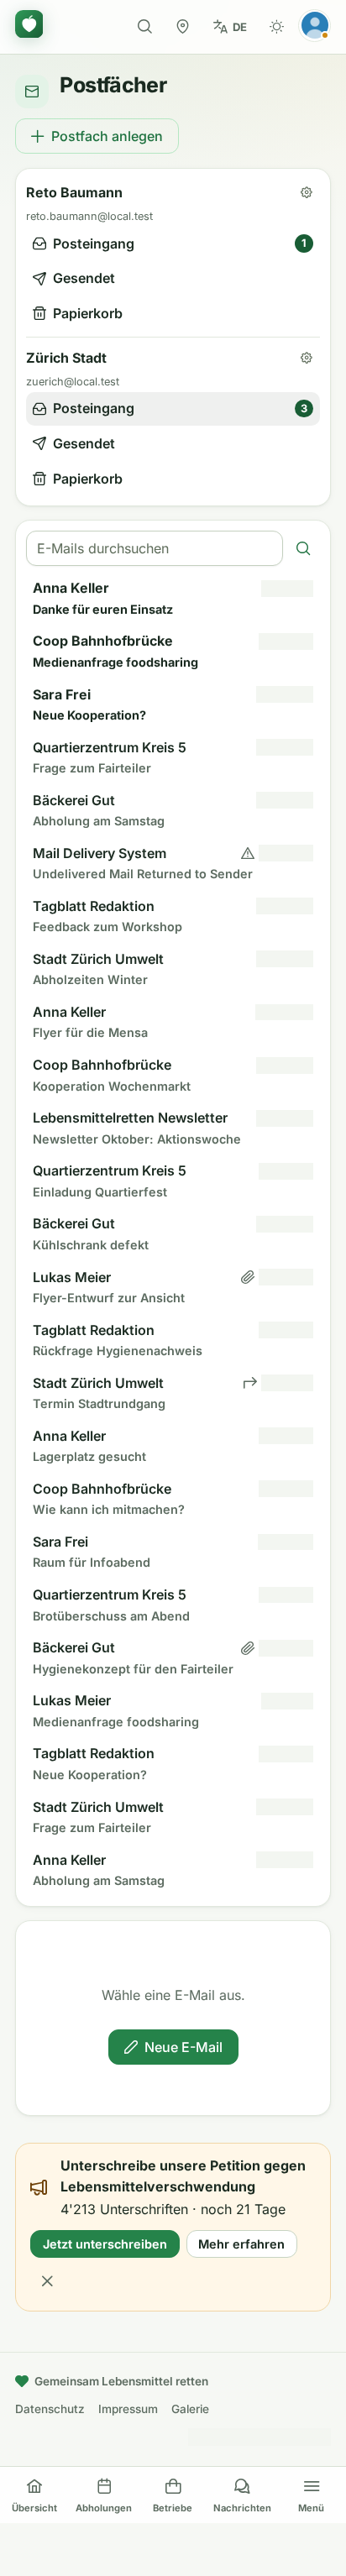 DE
Postfächer
Postfach anlegen
Reto Baumann
reto.baumann@local.test
Posteingang 1
Gesendet
Papierkorb
Zürich Stadt
zuerich@local.test
Posteingang 3
Gesendet
Papierkorb
E-Mails durchsuchen
Anna Keller
Danke für euren Einsatz
Coop Bahnhofbrücke
Medienanfrage foodsharing
Sara Frei
Neue Kooperation?
Quartierzentrum Kreis 5
Frage zum Fairteiler
Bäckerei Gut
Abholung am Samstag
Mail Delivery System
Undelivered Mail Returned to Sender
Tagblatt Redaktion
Feedback zum Workshop
Stadt Zürich Umwelt
Abholzeiten Winter
Anna Keller
Flyer für die Mensa
Coop Bahnhofbrücke
Kooperation Wochenmarkt
Lebensmittelretten Newsletter
Newsletter Oktober: Aktionswoche
Quartierzentrum Kreis 5
Einladung Quartierfest
Bäckerei Gut
Kühlschrank defekt
Lukas Meier
Flyer-Entwurf zur Ansicht
Tagblatt Redaktion
Rückfrage Hygienenachweis
Stadt Zürich Umwelt
Termin Stadtrundgang
Anna Keller
Lagerplatz gesucht
Coop Bahnhofbrücke
Wie kann ich mitmachen?
Sara Frei
Raum für Infoabend
Quartierzentrum Kreis 5
Brotüberschuss am Abend
Bäckerei Gut
Hygienekonzept für den Fairteiler
Lukas Meier
Medienanfrage foodsharing
Tagblatt Redaktion
Neue Kooperation?
Stadt Zürich Umwelt
Frage zum Fairteiler
Anna Keller
Abholung am Samstag
Wähle eine E-Mail aus.
Neue E-Mail
Unterschreibe unsere Petition gegen
Lebensmittelverschwendung
4'213 Unterschriften · noch 21 Tage
Jetzt unterschreiben Mehr erfahren
Gemeinsam Lebensmittel retten
Datenschutz Impressum Galerie
Übersicht Abholungen Betriebe Nachrichten Menü